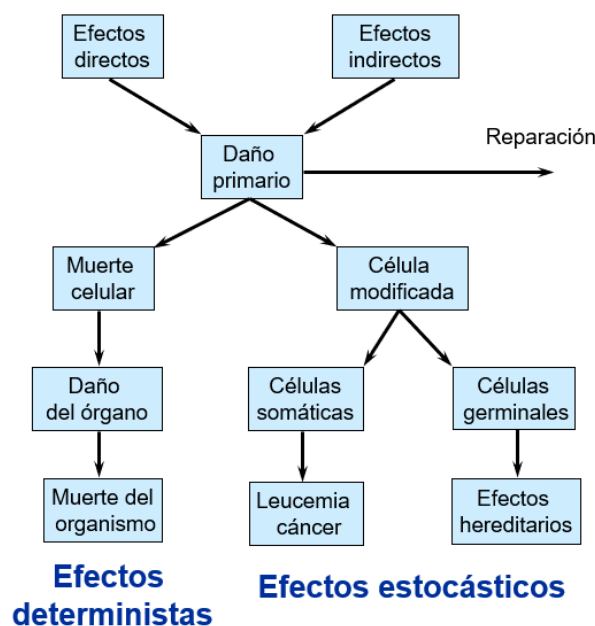 Efectos
directos
Efectos
indirectos
Reparación
Daño
primario
Muerte
celular
Célula
modificada
Daño
del órgano
Células
somáticas
Células
germinales
Muerte del
organismo
Leucemia
cáncer
Efectos
hereditarios
Efectos
deterministas
Efectos estocásticos